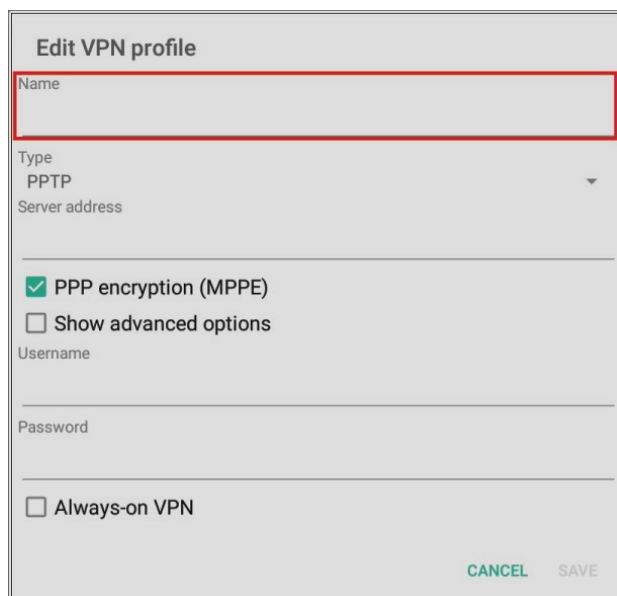 Edit VPN profile
Name
Type
PPTP
Server address
PPP encryption (MPPE)
Show advanced options
Username
Password
Always-on VPN
CANCEL SAVE